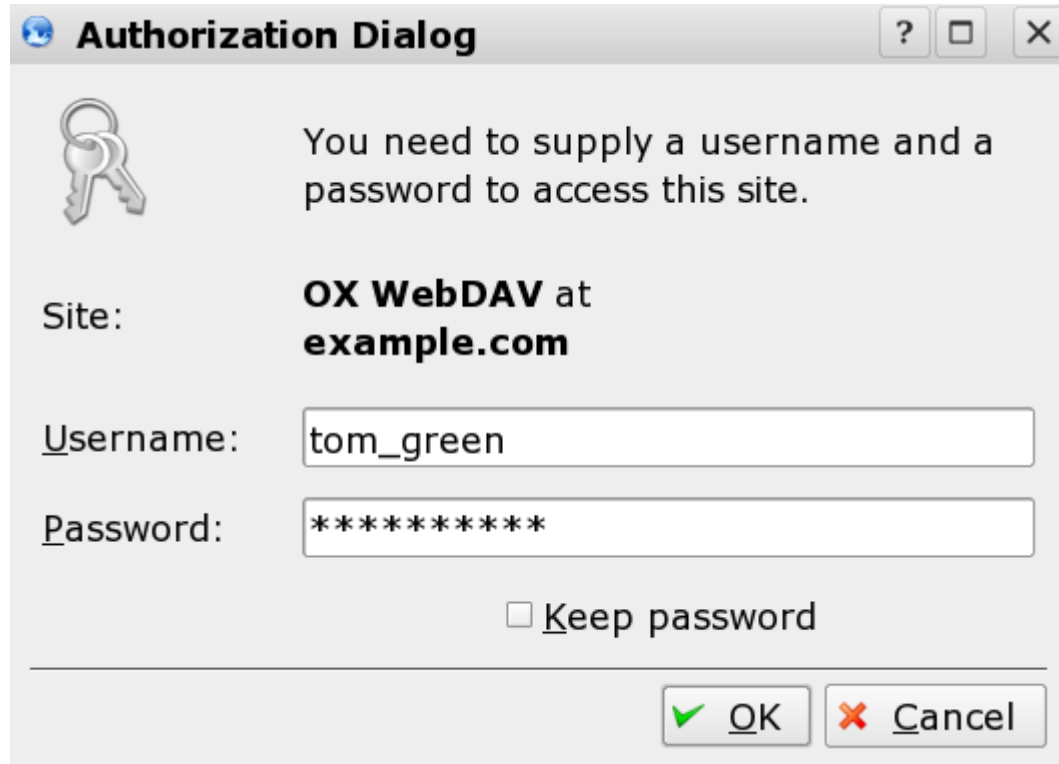 Authorization Dialog ?
You need to supply a username and a
password to access this site.
Site: OX WebDAV at
example.com
Username: tom_green
Password: **********
Keep password
OK Cancel